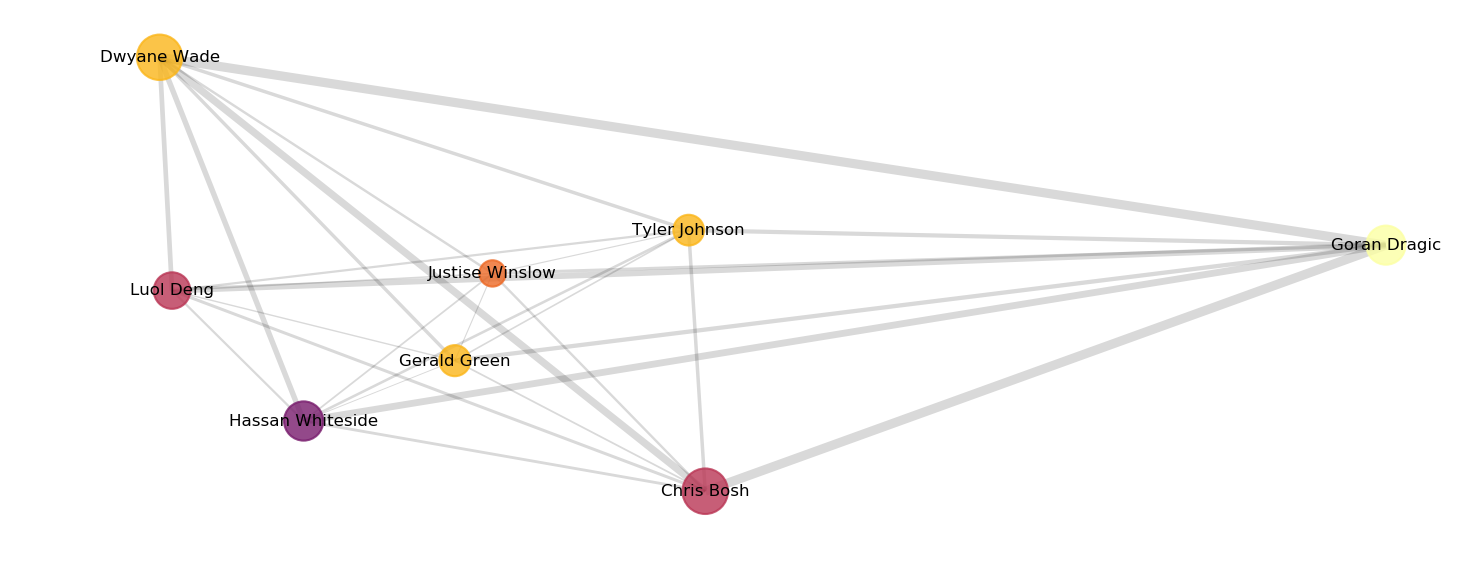 Dwyane Wade
Tyler Johnson
Goran Dragic
Justise Winslow
Luol Deng
Gerald Green
Hassan Whiteside
Chris Bosh